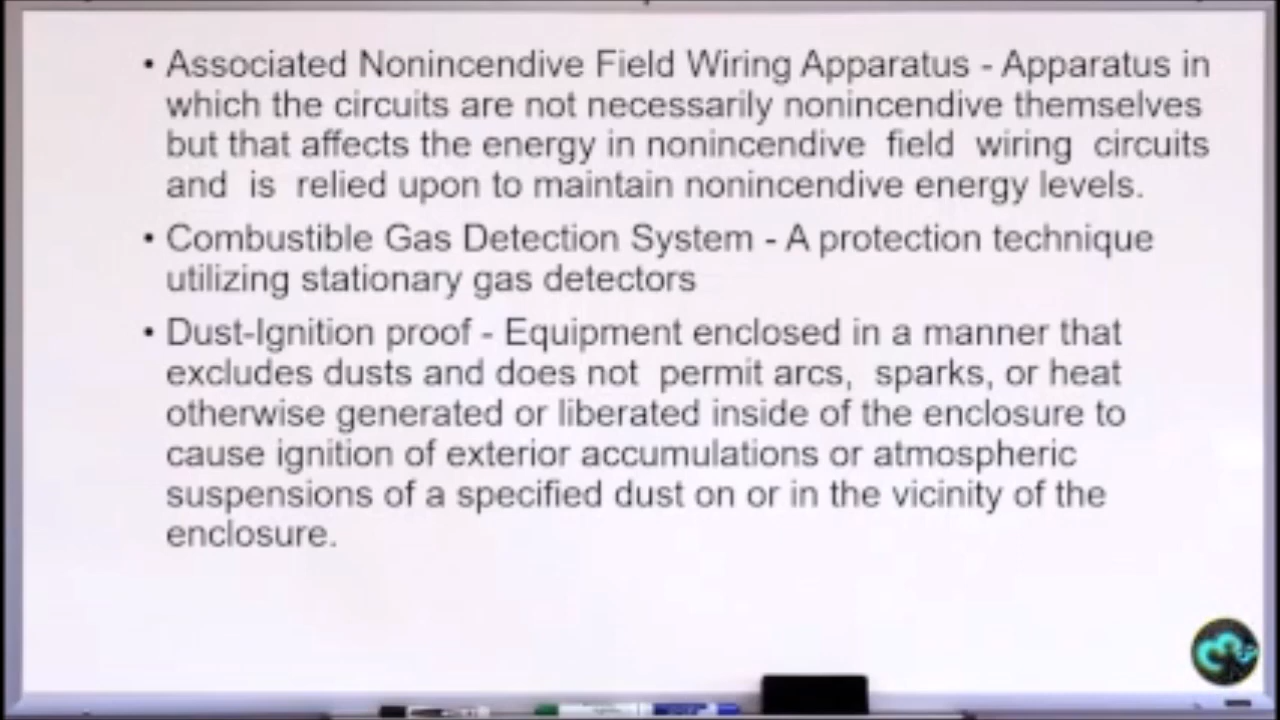 • Associated Nonincendive Field Wiring Apparatus - Apparatus in
which the circuits are not necessarily nonincendive themselves
but that affects the energy in nonincendive field wiring circuits
and is relied upon to maintain nonincendive energy levels.
• Combustible Gas Detection System - A protection technique
utilizing stationary gas detectors
• Dust-Ignition proof - Equipment enclosed in a manner that
excludes dusts and does not permit arcs, sparks, or heat
otherwise generated or liberated inside of the enclosure to
cause ignition of exterior accumulations or atmospheric
suspensions of a specified dust on or in the vicinity of the
enclosure.